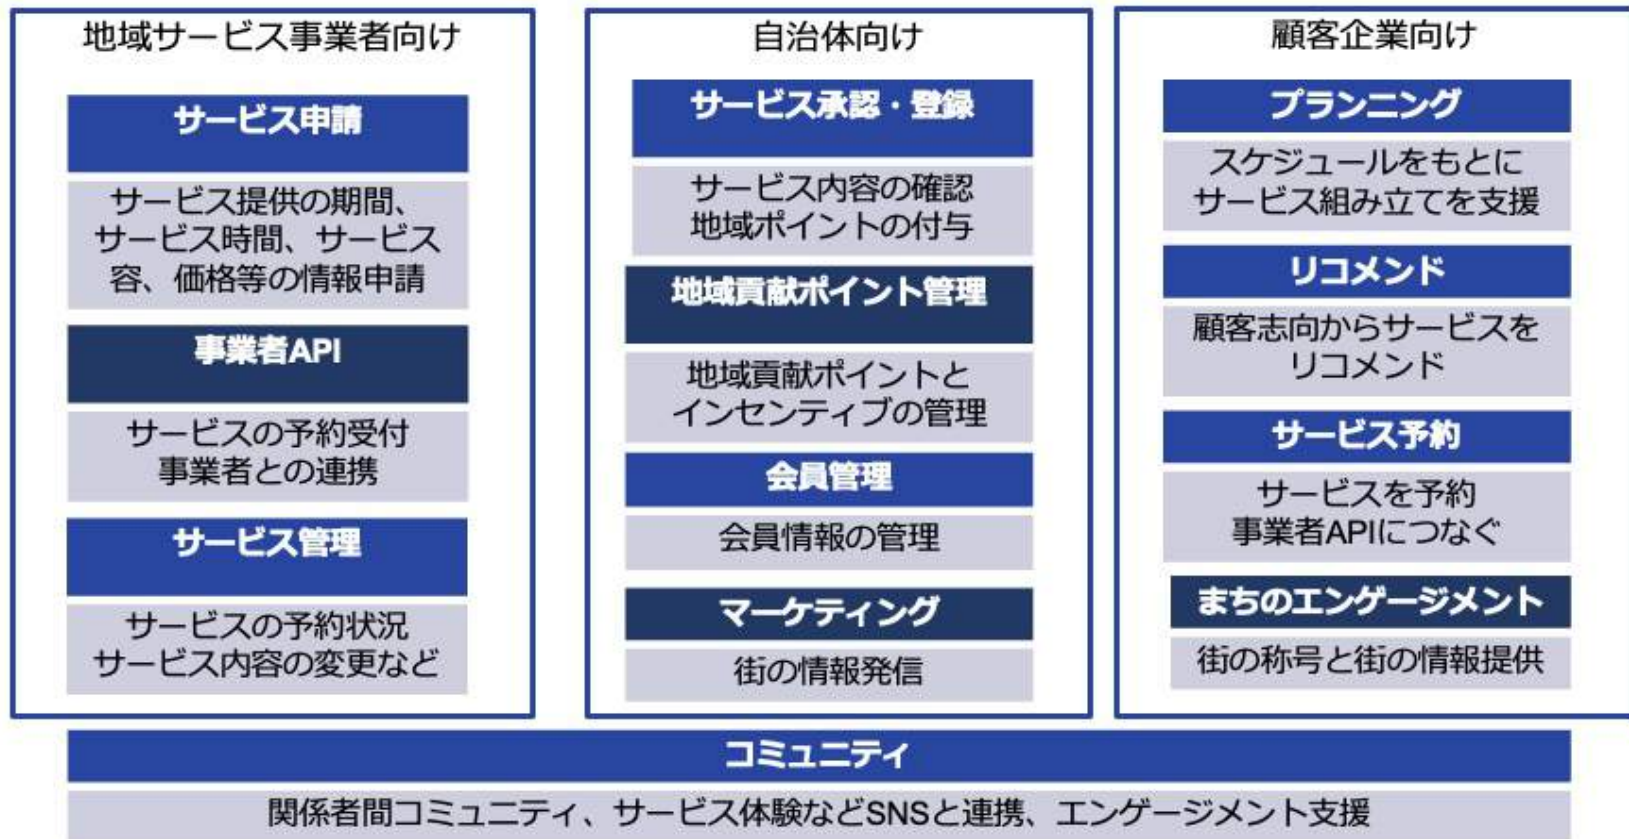 地域サービス事業者向け
サービス申請
サービス提供の期間、
サービス時間、サービス
容、価格等の情報申請
事業者API
サービスの予約受付
事業者との連携
サービス管理
サービスの予約状況
サービス内容の変更など
自治体向け
サービス承認・登録
サービス内容の確認
地域ポイントの付与
地域貢献ポイント管理
地域貢献ポイントと
インセンティブの管理
会員管理
会員情報の管理
マーケティング
街の情報発信
顧客企業向け
プランニング
スケジュールをもとに
サービス組み立てを支援
リコメンド
顧客志向からサービスを
リコメンド
サービス予約
サービスを予約
事業者APIにつなぐ
まちのエンゲージメント
街の称号と街の情報提供
コミュニティ
関係者間コミュニティ、サービス体験などSNSと連携、エンゲージメント支援